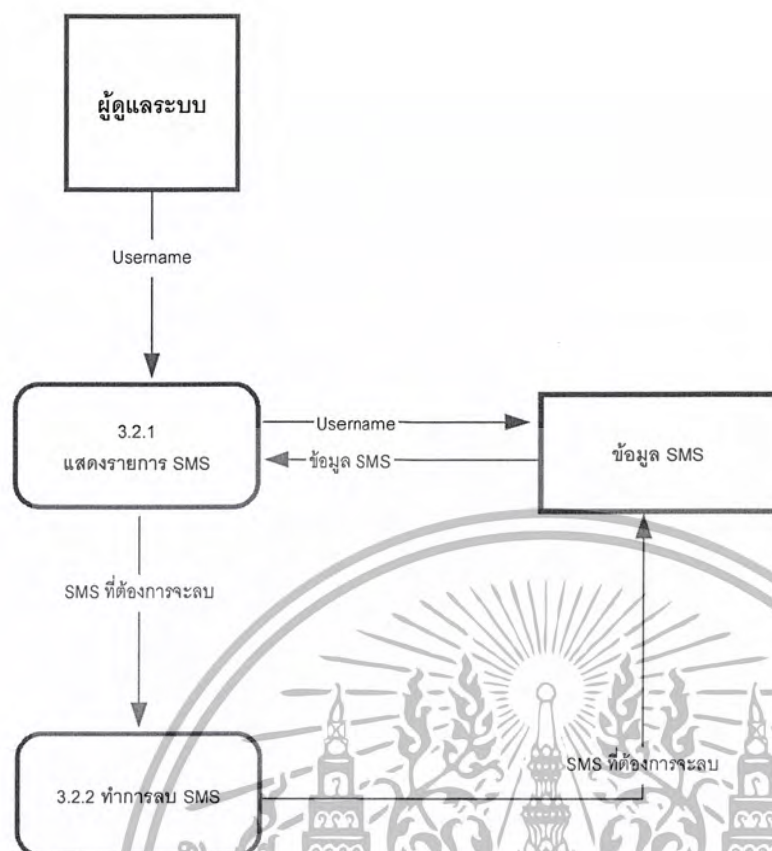 ผู้ดูแลระบบ
Username
3.2.1
แสดงรายการ SMS
Username
ข้อมูล SMS
ข้อมูล SMS
SMS ที่ต้องการจะลบ
SMS ที่ต้องการจะลบ
3.2.2 ทำการลบ SMS